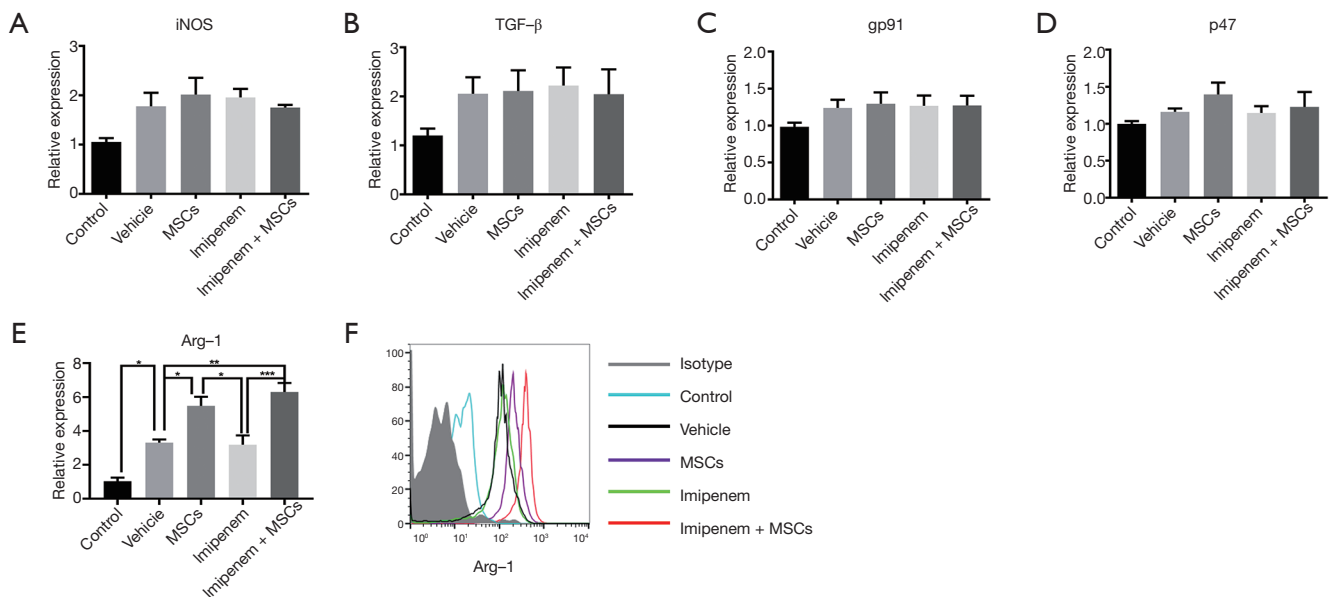 A
iNOS
Relative expression
3
2
1
0
Control
Vehicie
MSCs
Imipenem
Imipenem + MSCs
B
TGF–β
Relative expression
3
2
1
0
Control
Vehicie
MSCs
Imipenem
Imipenem + MSCs
C
gp91
Relative expression
2.0
1.5
1.0
0.5
0.0
Control
Vehicie
MSCs
Imipenem
Imipenem + MSCs
D
p47
Relative expression
2.0
1.5
1.0
0.5
0.0
Control
Vehicie
MSCs
Imipenem
Imipenem + MSCs
E
Arg–1
Relative expression
8
6
4
2
0
*
*
**
*
***
Control
Vehicie
MSCs
Imipenem
Imipenem + MSCs
F
100
80
60
40
20
0
10⁰ 10¹ 10² 10³ 10⁴
Arg–1
Isotype
Control
Vehicle
MSCs
Imipenem
Imipenem + MSCs